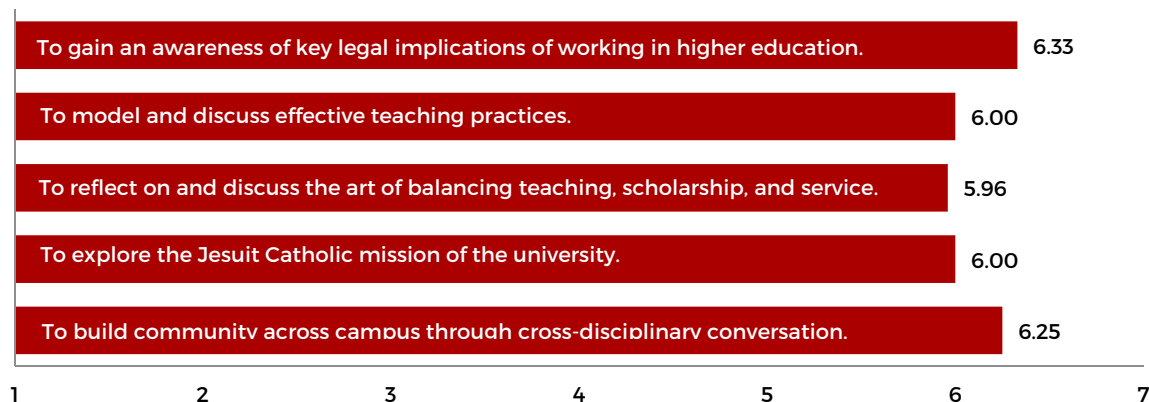 To gain an awareness of key legal implications of working in higher education.
6.33
To model and discuss effective teaching practices.
6.00
To reflect on and discuss the art of balancing teaching, scholarship, and service.
5.96
To explore the Jesuit Catholic mission of the university.
6.00
To build community across campus through cross-disciplinary conversation.
6.25
1 2 3 4 5 6 7